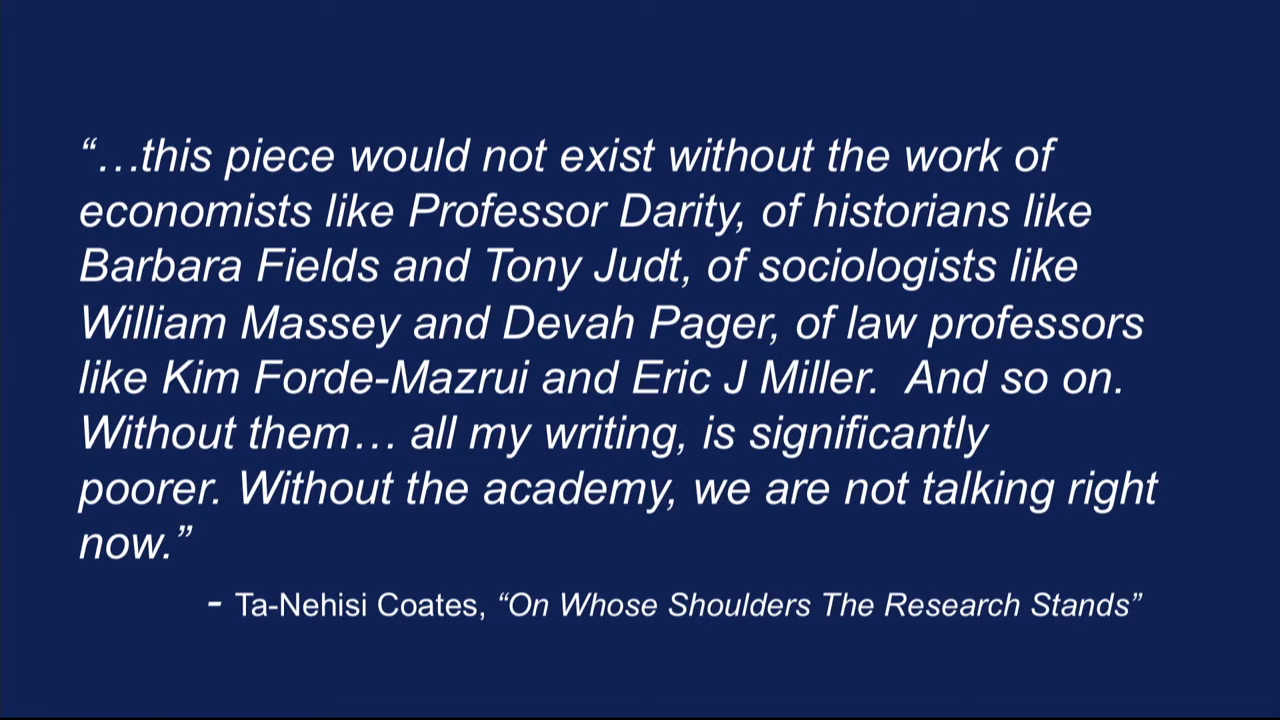 “…this piece would not exist without the work of
economists like Professor Darity, of historians like
Barbara Fields and Tony Judt, of sociologists like
William Massey and Devah Pager, of law professors
like Kim Forde-Mazrui and Eric J Miller.  And so on.
Without them… all my writing, is significantly
poorer. Without the academy, we are not talking right
now.”
- Ta-Nehisi Coates, “On Whose Shoulders The Research Stands”